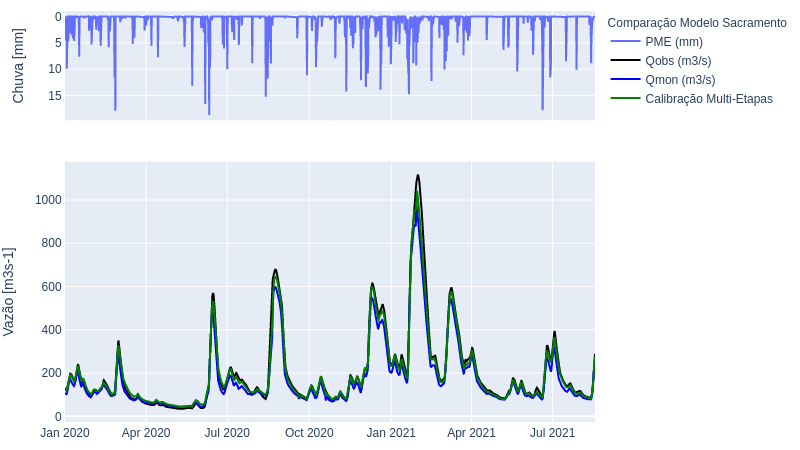 Comparação Modelo Sacramento
PME (mm)
Qobs (m3/s)
Qmon (m3/s)
Calibração Multi-Etapas
Chuva [mm]
0
5
10
15
Vazão [m3s-1]
1000
800
600
400
200
0
Jan 2020
Apr 2020
Jul 2020
Oct 2020
Jan 2021
Apr 2021
Jul 2021